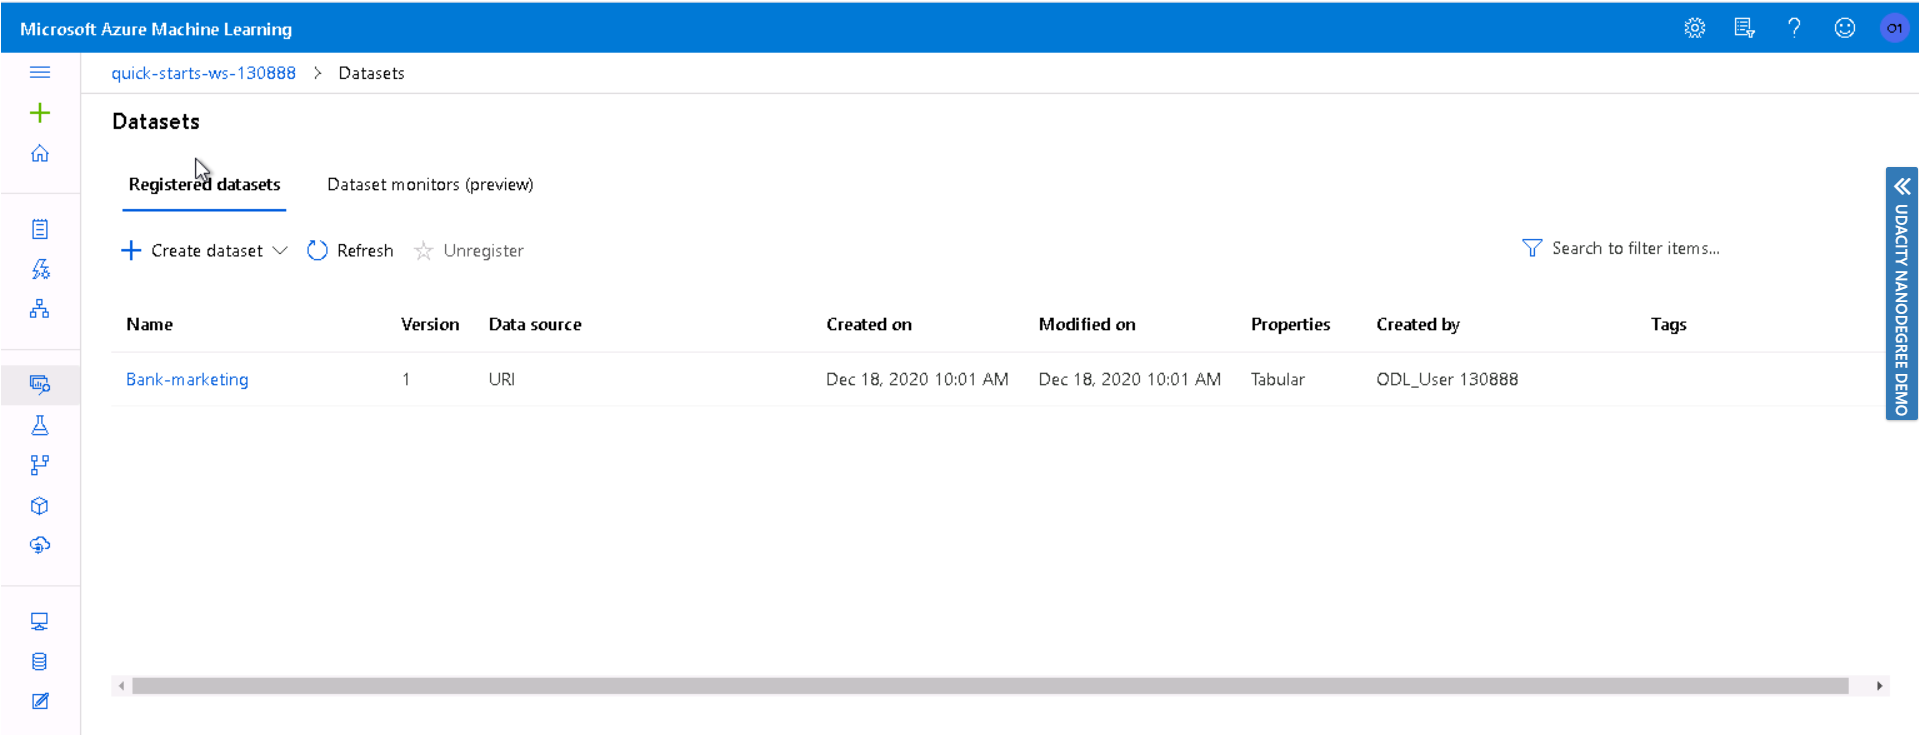 Microsoft Azure Machine Learning
O1
quick-starts-ws-130888 > Datasets
Datasets
Registered datasets Dataset monitors (preview)
Create dataset Refresh Unregister Search to filter items...
Name Version Data source Created on Modified on Properties Created by Tags
Bank-marketing 1 URI Dec 18, 2020 10:01 AM Dec 18, 2020 10:01 AM Tabular ODL_User 130888
UDACITY NANODEGREE DEMO